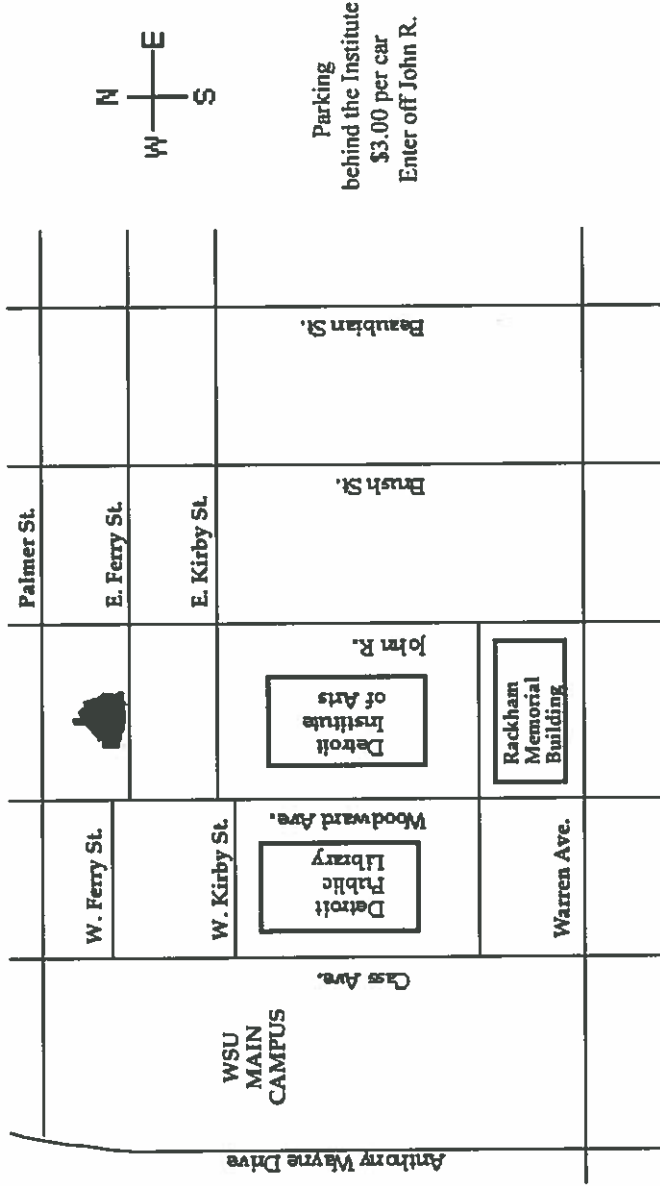 N
W E
S
Parking
behind the Institute
$3.00 per car
Enter off John R.
Palmer St.
E. Ferry St.
E. Kirby St.
W. Ferry St.
W. Kirby St.
Warren Ave.
Beaubian St.
Brush St.
John R.
Woodward Ave.
Cass Ave.
Anthony Wayne Drive
Detroit
Institute
of Arts
Detroit
Public
Library
Rackham
Memorial
Building
WSU
MAIN
CAMPUS